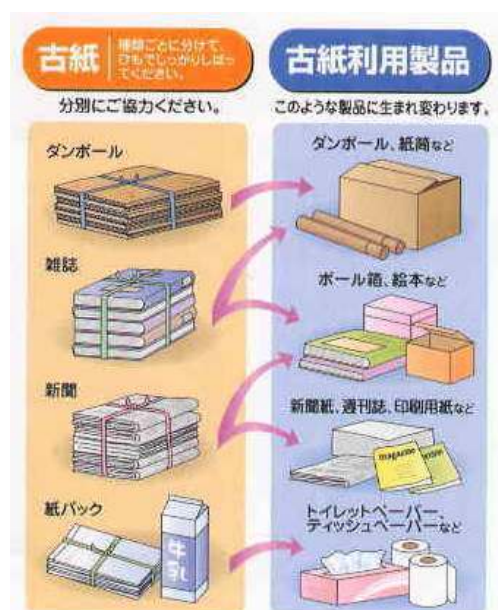 古紙
種類ごとに分けて、
ひもでしっかりしばっ
てください。
分別にご協力ください。
ダンボール
雑誌
新聞
紙パック
牛乳
古紙利用製品
このような製品に生まれ変わります。
ダンボール、紙筒など
ボール箱、絵本など
新聞紙、週刊誌、印刷用紙など
magazine
トイレットペーパー、
ティッシュペーパーなど